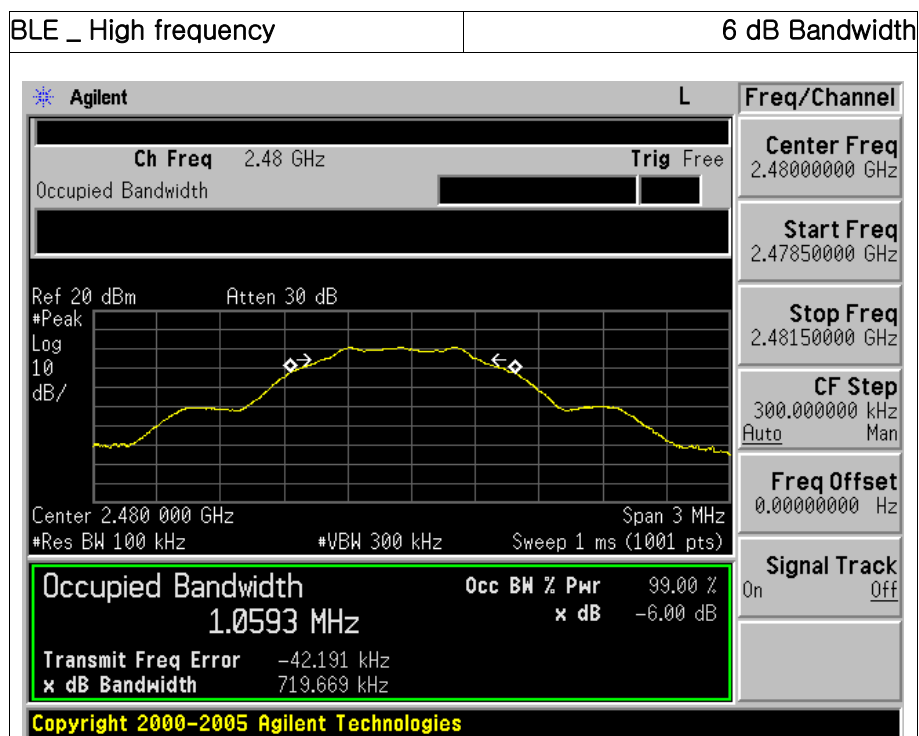 BLE _ High frequency 6 dB Bandwidth
Agilent L Freq/Channel
Ch Freq 2.48 GHz Trig Free
Occupied Bandwidth
Center Freq
2.48000000 GHz
Start Freq
2.47850000 GHz
Stop Freq
2.48150000 GHz
CF Step
300.000000 kHz
Auto Man
Freq Offset
0.00000000 Hz
Signal Track
On Off
Ref 20 dBm Atten 30 dB
#Peak
Log
10
dB/
Center 2.480 000 GHz Span 3 MHz
#Res BW 100 kHz #VBW 300 kHz Sweep 1 ms (1001 pts)
Occupied Bandwidth Occ BW % Pwr 99.00 %
1.0593 MHz x dB -6.00 dB
Transmit Freq Error -42.191 kHz
x dB Bandwidth 719.669 kHz
Copyright 2000-2005 Agilent Technologies